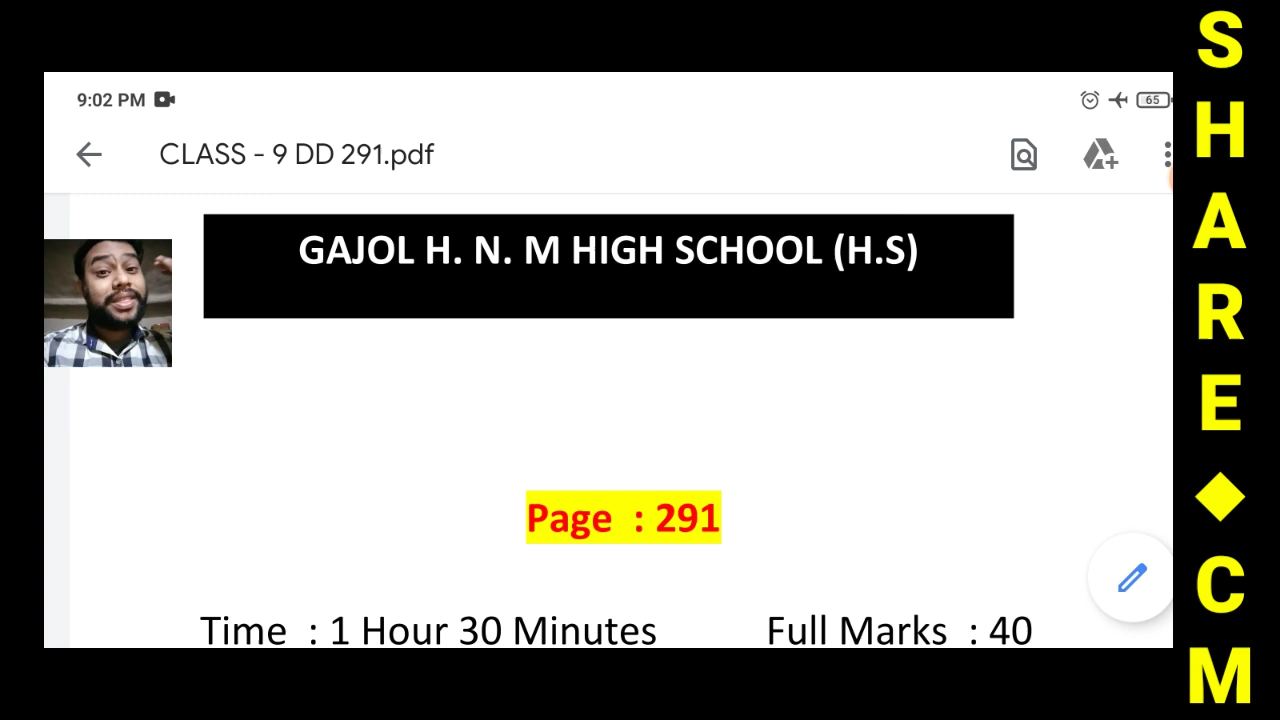 9:02 PM
65
CLASS - 9 DD 291.pdf
GAJOL H. N. M HIGH SCHOOL (H.S)
Page : 291
Time : 1 Hour 30 Minutes Full Marks : 40
SHARE◆CM